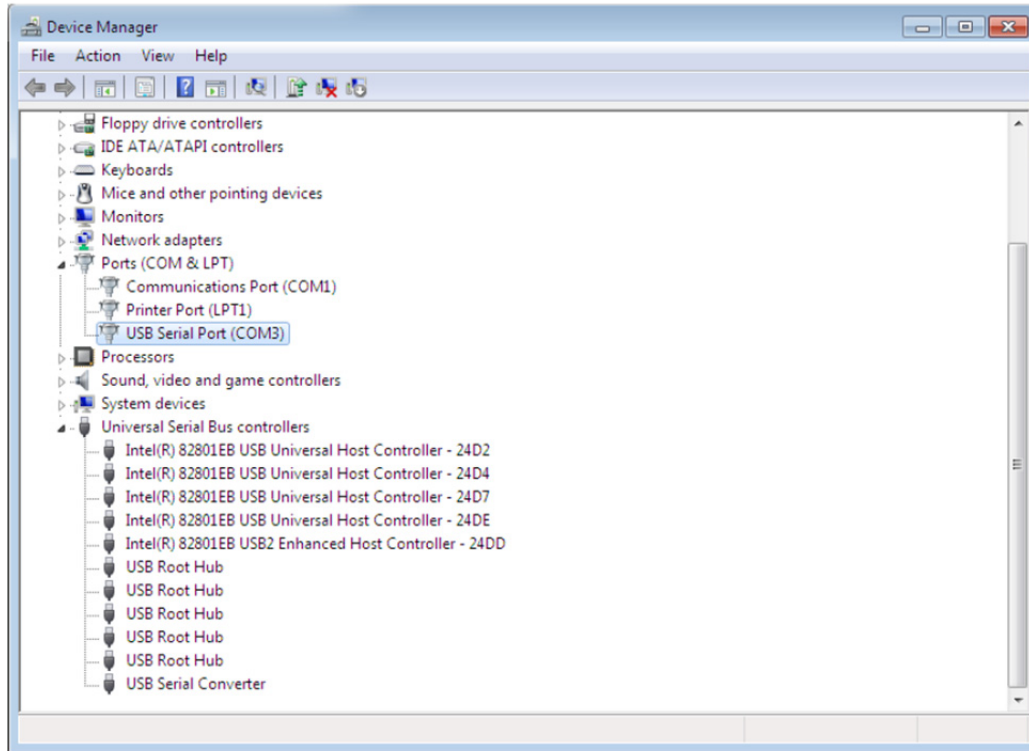 Device Manager
File Action View Help
Floppy drive controllers
IDE ATA/ATAPI controllers
Keyboards
Mice and other pointing devices
Monitors
Network adapters
Ports (COM & LPT)
Communications Port (COM1)
Printer Port (LPT1)
USB Serial Port (COM3)
Processors
Sound, video and game controllers
System devices
Universal Serial Bus controllers
Intel(R) 82801EB USB Universal Host Controller - 24D2
Intel(R) 82801EB USB Universal Host Controller - 24D4
Intel(R) 82801EB USB Universal Host Controller - 24D7
Intel(R) 82801EB USB Universal Host Controller - 24DE
Intel(R) 82801EB USB2 Enhanced Host Controller - 24DD
USB Root Hub
USB Root Hub
USB Root Hub
USB Root Hub
USB Root Hub
USB Serial Converter